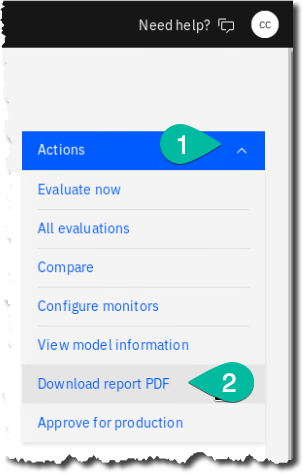 Need help?
CC
Actions
1
Evaluate now
All evaluations
Compare
Configure monitors
View model information
Download report PDF
2
Approve for production